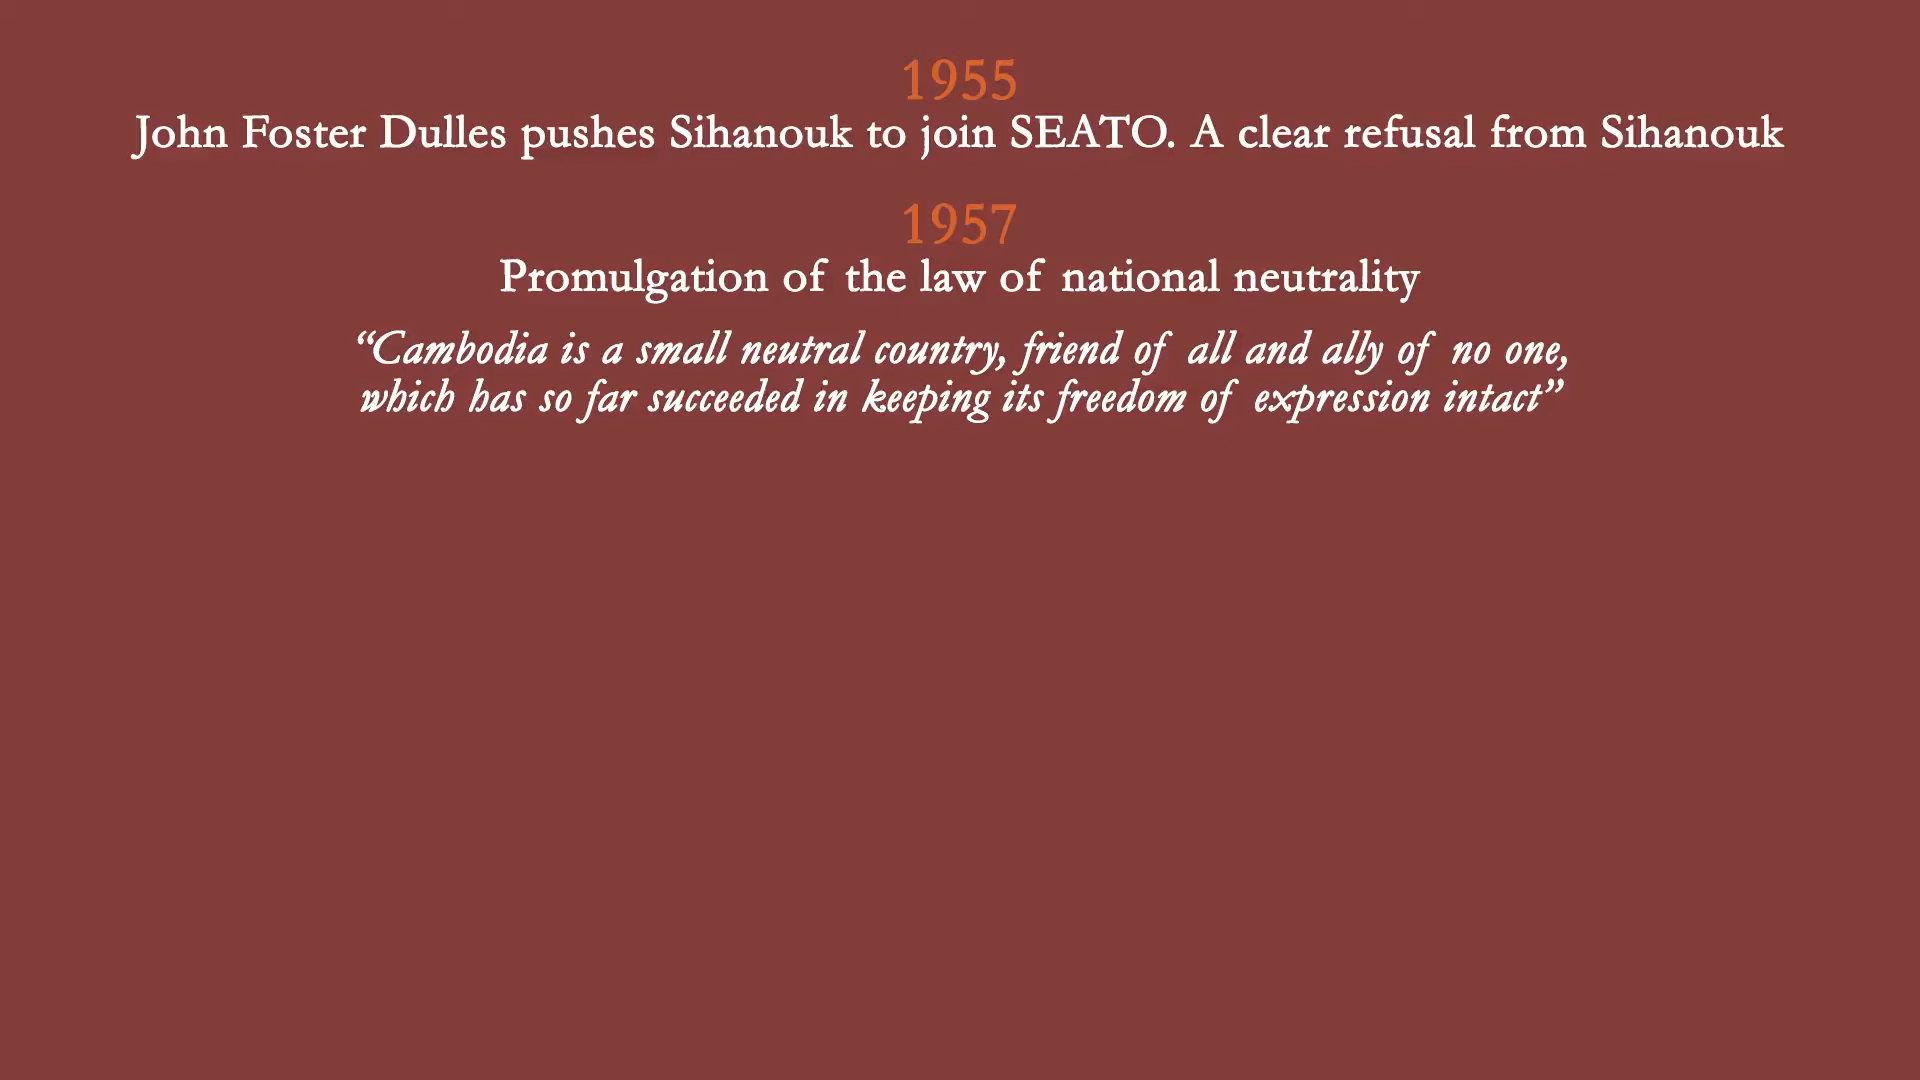 1955
John Foster Dulles pushes Sihanouk to join SEATO. A clear refusal from Sihanouk
1957
Promulgation of the law of national neutrality
“Cambodia is a small neutral country, friend of all and ally of no one,
which has so far succeeded in keeping its freedom of expression intact”